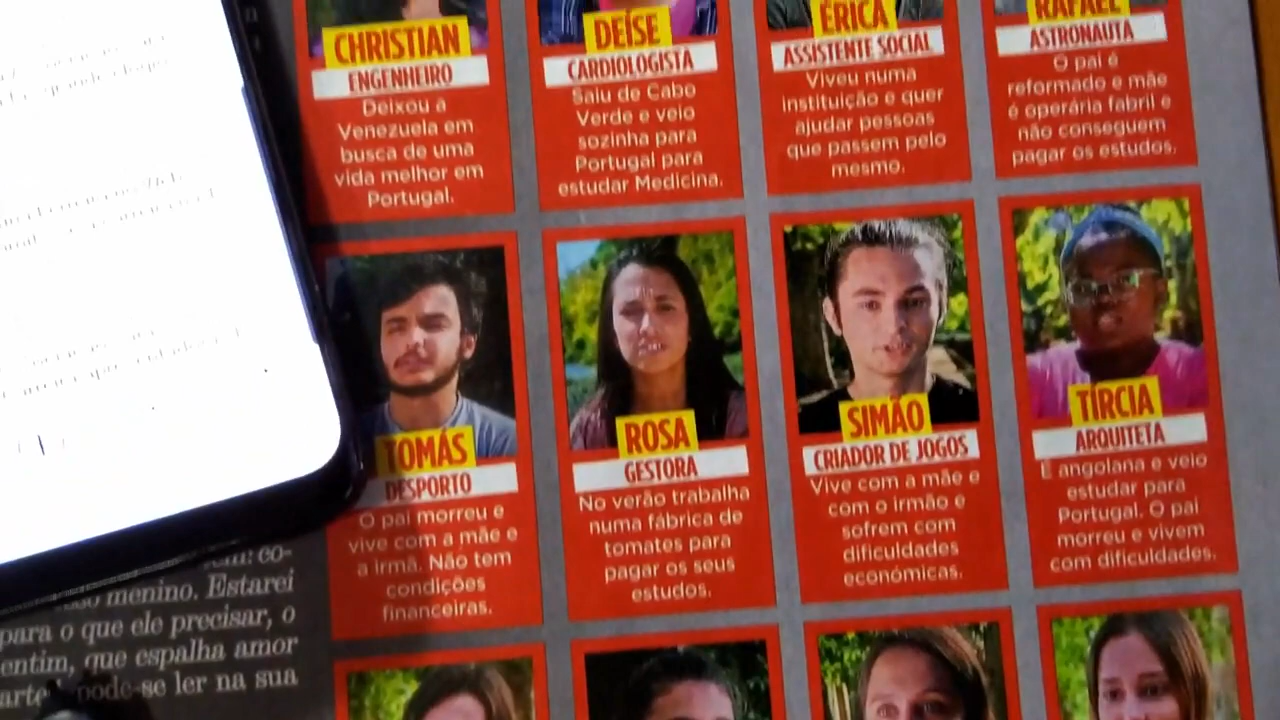 CHRISTIAN
ENGENHEIRO
Deixou a
Venezuela em
busca de uma
vida melhor em
Portugal.
DEÍSE
CARDIOLOGISTA
Saiu de Cabo
Verde e veio
sozinha para
Portugal para
estudar Medicina.
ÉRICA
ASSISTENTE SOCIAL
Viveu numa
instituição e quer
ajudar pessoas
que passem pelo
mesmo.
RAFAEL
ASTRONAUTA
O pai é
reformado e mãe
é operária fabril e
não conseguem
pagar os estudos.
TOMÁS
DESPORTO
O pai morreu e
vive com a mãe e
a irmã. Não tem
condições
financeiras.
ROSA
GESTORA
No verão trabalha
numa fábrica de
tomates para
pagar os seus
estudos.
SIMÃO
CRIADOR DE JOGOS
Vive com a mãe e
com o irmão e
sofrem com
dificuldades
económicas.
TÍRCIA
ARQUITETA
É angolana e veio
estudar para
Portugal. O pai
morreu e vivem
com dificuldades.
co-
menino. Estarei
para o que ele precisar, o
entim, que espalha amor
arte pode-se ler na sua